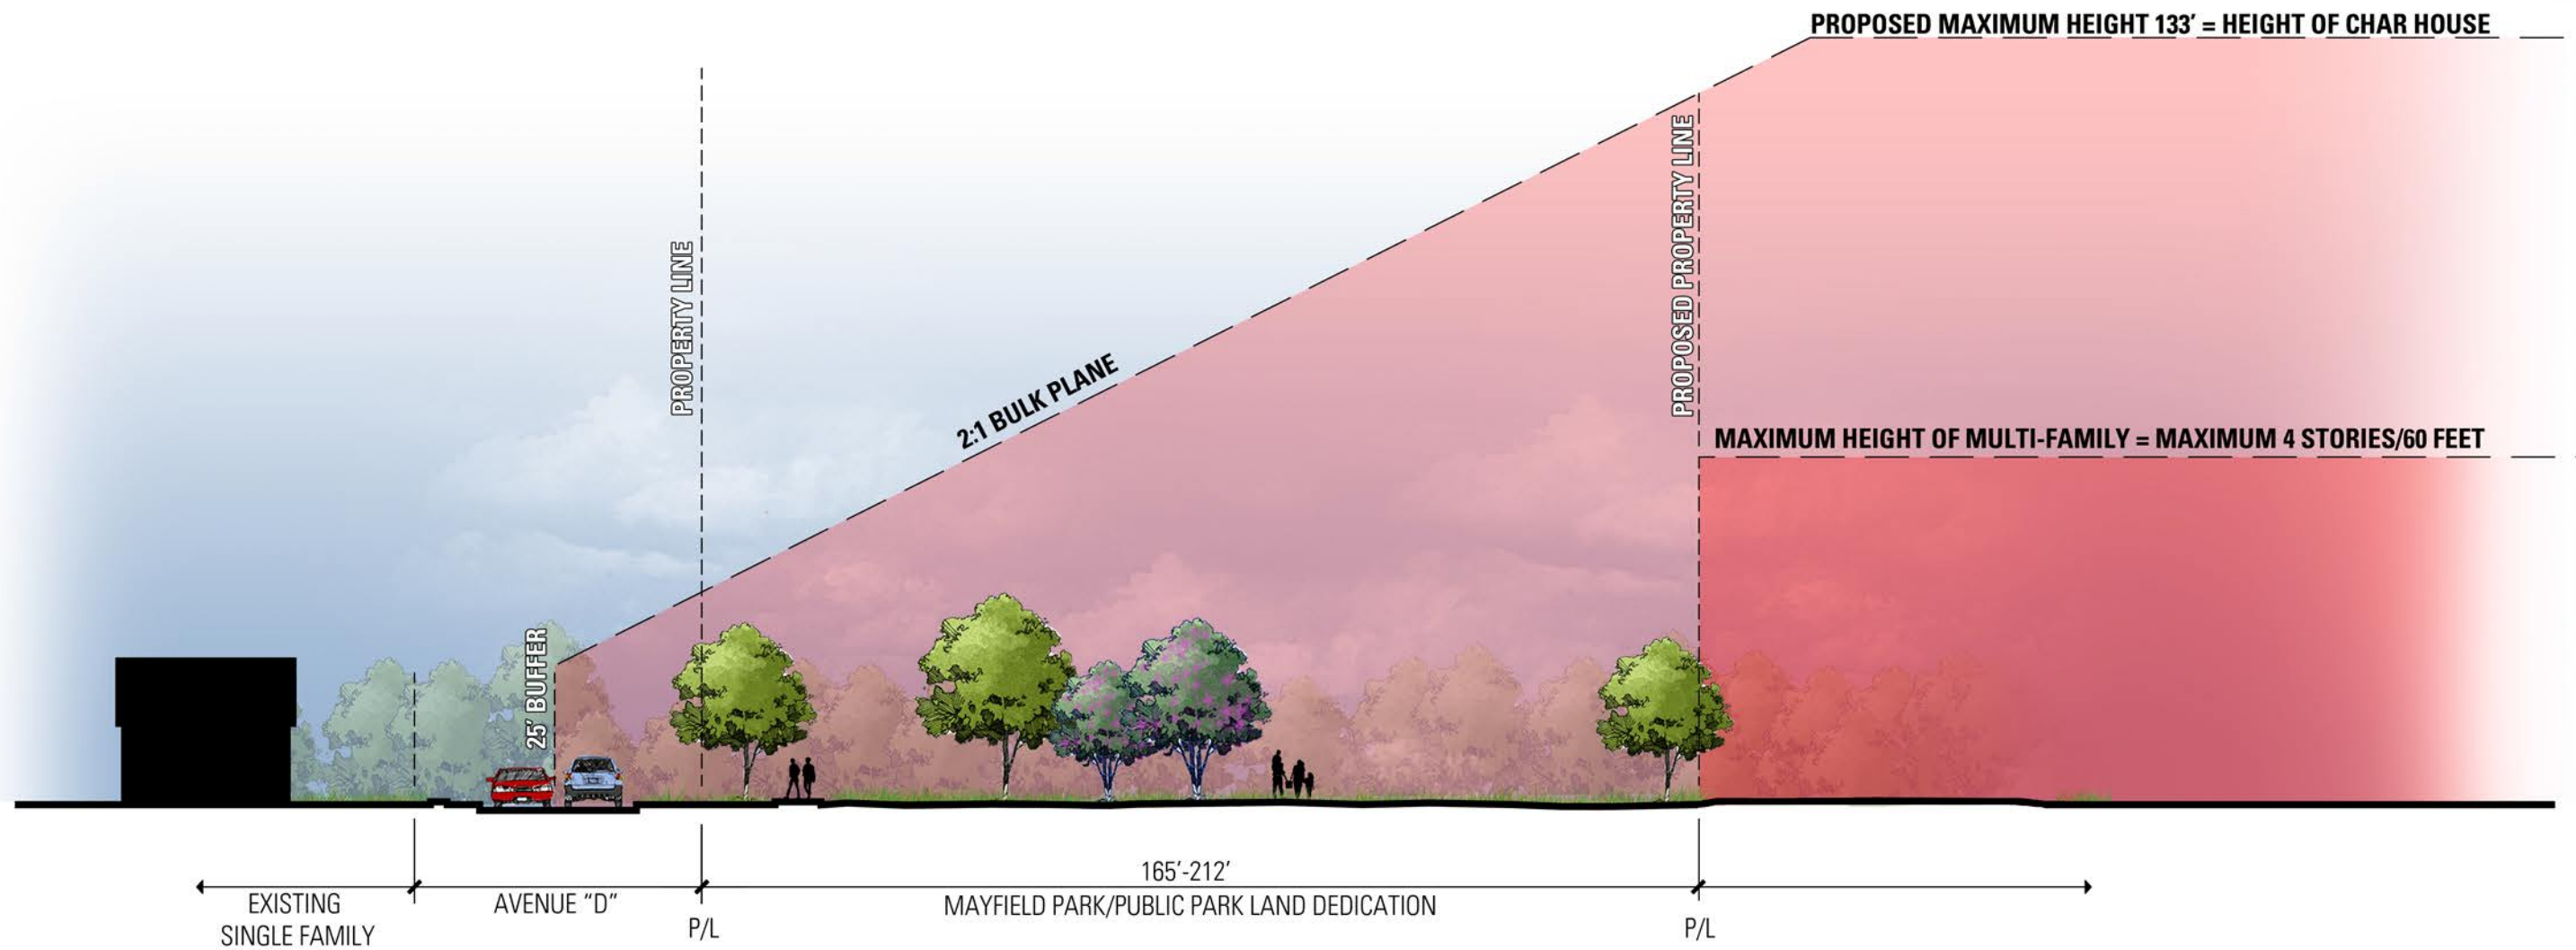 PROPOSED MAXIMUM HEIGHT 133’ = HEIGHT OF CHAR HOUSE
PROPERTY LINE
PROPOSED PROPERTY LINE
2:1 BULK PLANE
MAXIMUM HEIGHT OF MULTI-FAMILY = MAXIMUM 4 STORIES/60 FEET
25’ BUFFER
165’-212’
EXISTING
SINGLE FAMILY
AVENUE “D”
MAYFIELD PARK/PUBLIC PARK LAND DEDICATION
P/L
P/L